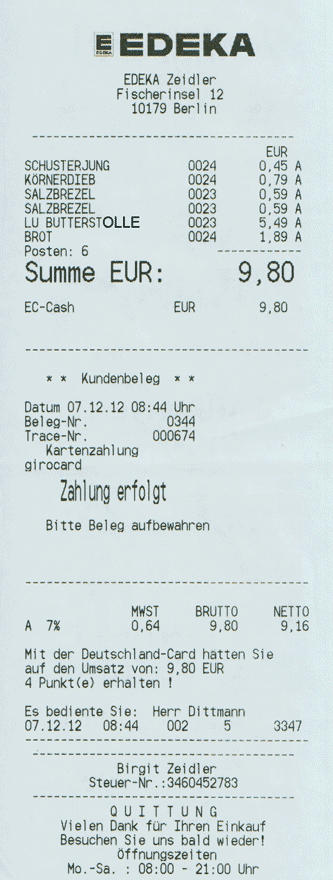 EDEKA EDEKA
EDEKA Zeidler
Fischerinsel 12
10179 Berlin
EUR
SCHUSTERJUNG 0024 0,45 A
KÖRNERDIEB 0024 0,79 A
SALZBREZEL 0023 0,59 A
SALZBREZEL 0023 0,59 A
LU BUTTERSTOLLE 0023 5,49 A
BROT 0024 1,89 A
Posten: 6
Summe EUR: 9,80
EC-Cash EUR 9,80
* * Kundenbeleg * *
Datum 07.12.12 08:44 Uhr
Beleg-Nr. 0344
Trace-Nr. 000674
Kartenzahlung
girocard
Zahlung erfolgt
Bitte Beleg aufbewahren
MWST BRUTTO NETTO
A 7% 0,64 9,80 9,16
Mit der Deutschland-Card hätten Sie
auf den Umsatz von: 9,80 EUR
4 Punkt(e) erhalten !
Es bediente Sie: Herr Dittmann
07.12.12 08:44 002 5 3347
Birgit Zeidler
Steuer-Nr.:3460452783
Q U I T T U N G
Vielen Dank für Ihren Einkauf
Besuchen Sie uns bald wieder!
Öffnungszeiten
Mo.-Sa. : 08:00 - 21:00 Uhr